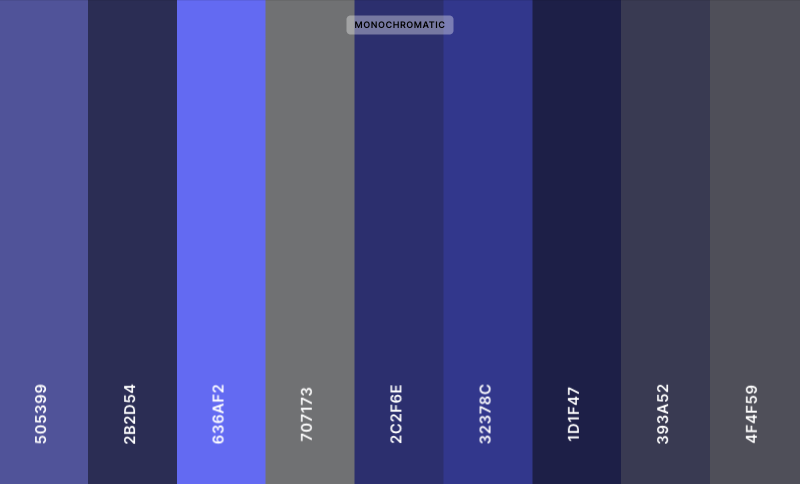 MONOCHROMATIC
505399
2B2D54
636AF2
707173
2C2F6E
32378C
1D1F47
393A52
4F4F59